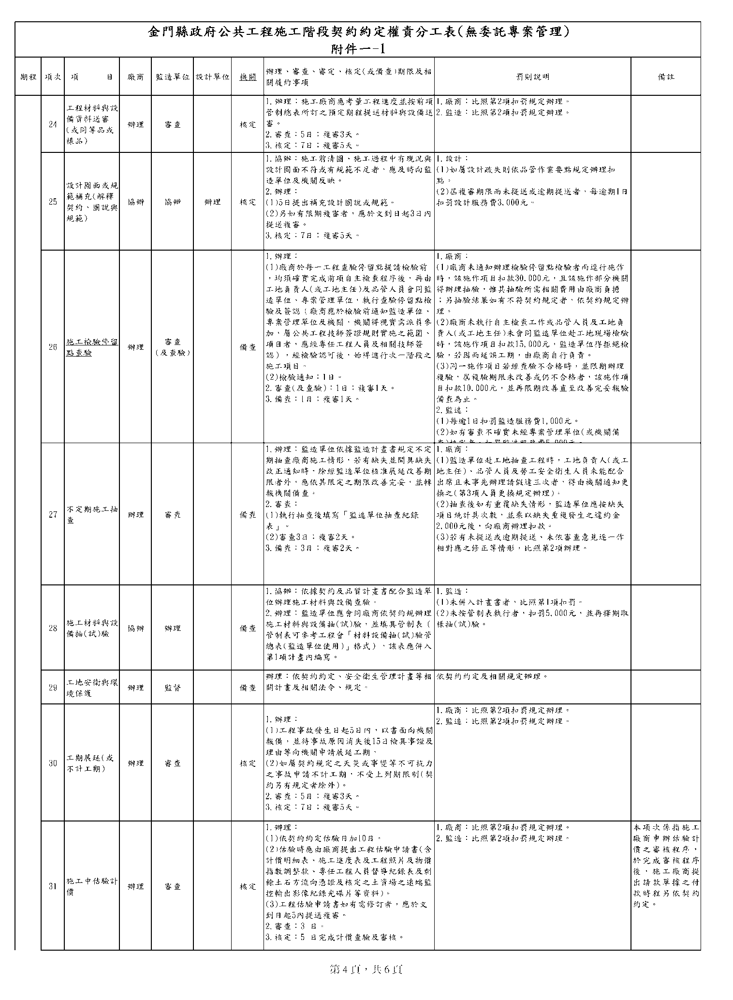 金門縣政府公共工程施工階段契約約定權責分工表(無委託專案管理)
附件一-1
期程 項次 項 目 廠商 監造單位 設計單位 機關 辦理、審查、審定、核定(或備查)期限及相 罰則說明 備註
關履約事項
24
工程材料與設
備資料送審
(或同等品或
樣品)
辦理
審查
核定
1.辦理：施工廠商應考量工程進度並按前項
管制總表所訂之預定期程提送材料與設備送
審。
2.審查：5日；複審3天。
3.核定：7日；複審5天。
1.廠商：比照第2項扣罰規定辦理。
2.監造：比照第2項扣罰規定辦理。
25
設計圖面或規
範補充(解釋
契約、圖說與
規範)
協辦
協辦
辦理
核定
1.協辦：施工前清圖、施工過程中有現況與
設計圖面不符或有規範不足者，應及時向監
造單位及機關反映。
2.辦理：
(1)5日提出補充設計圖說或規範。
(2)另如有限期複審者，應於文到日起3日內
提送複審。
3.核定：7日；複審5天。
1.設計：
(1)如屬設計疏失則依品管作業要點規定辦理扣
點。
(2)屆複審期限而未提送或逾期提送者，每逾期1日
扣罰設計服務費3,000元。
26
施工檢驗停留
點查驗
辦理
審查
(及查驗)
備查
1.辦理：
(1)廠商於每一工程查驗停留點提請檢驗前
，均須確實完成前項自主檢查程序後，再由
工地負責人(或工地主任)及品管人員會同監
造單位、專案管理單位，執行查驗停留點檢
驗及簽認（廠商應於檢驗前通知監造單位、
專案管理單位及機關，機關得視實需派員參
加，屬公共工程技師簽證規則實施之範圍、
項目者，應經專任工程人員及相關技師簽
認），經檢驗認可後，始得進行次一階段之
施工項目。
(2)檢驗通知：1日。
2.審查(及查驗)：1日；複審1天。
3.備查：1日；複審1天。
1.廠商：
(1)廠商未通知辦理檢驗停留點檢驗者而逕行施作
時，該施作項目扣款30,000元，且該施作部分機關
得辦理抽驗，惟其抽驗所需相關費用由廠商負擔
；另抽驗結果如有不符契約規定者，依契約規定辦
理。
(2)廠商未執行自主檢查工作或品管人員及工地負
責人(或工地主任)未會同監造單位赴工地現場檢驗
時，該施作項目扣款15,000元，監造單位得拒絕檢
驗，若因而延誤工期，由廠商自行負責。
(3)同一施作項目若經查驗不合格時，並限期辦理
複驗，屆複驗期限未改善或仍不合格者，該施作項
目扣款10,000元，並再限期改善直至改善完妥報驗
備查為止。
2.監造：
(1)每逾1日扣罰監造服務費1,000元。
(2)如有審查不確實未經專案管理單位(或機關備
查)核定者，扣罰監造服務費5,000元。
27
不定期施工抽
查
辦理
審查
備查
1.辦理：監造單位依據監造計畫書規定不定
期抽查廠商施工情形，若有缺失並開具缺失
改正通知時，除經監造單位核准展延改善期
限者外，應依其限定之期限改善完妥，並轉
報機關備查。
2.審查：
(1)執行抽查後填寫「監造單位抽查紀錄
表」。
(2)審查3日；複審2天。
3.備查：3日；複審2天。
1.廠商：
(1)監造單位赴工地抽查工程時，工地負責人(或工
地主任)、品管人員及勞工安全衛生人員未能配合
出席且未事先辦理請假達三次者，得由機關通知更
換之(第3項人員更換規定辦理)。
(2)抽查後如有重覆缺失情形，監造單位應按缺失
項目統計其次數，並乘以缺失重複發生之違約金
2,000元後，向廠商辦理扣款。
(3)若有未提送或逾期提送、未依審查意見逐一作
相對應之修正等情形，比照第2項辦理。
28
施工材料與設
備抽(試)驗
協辦
辦理
備查
1.協辦：依據契約及品質計畫書配合監造單
位辦理施工材料與設備查驗。
2.辦理：監造單位應會同廠商依契約規辦理
施工材料與設備抽(試)驗，並填具管制表（
管制表可參考工程會「材料設備抽(試)驗管
總表(監造單位使用)」格式），該表應併入
第1項計畫內編寫。
1.監造：
(1)未併入計畫書者，比照第1項扣罰。
(2)未按管制表執行者，扣罰5,000元，並再擇期取
樣抽(試)驗。
29
工地安衛與環
境保護
辦理
監督
備查
辦理：依契約約定、安全衛生管理計畫等相
關計畫及相關法令、規定。
依契約約定及相關規定辦理。
30
工期展延(或
不計工期)
辦理
審查
核定
1.辦理：
(1)工程事故發生日起5日內，以書面向機關
報備，並待事故原因消失後15日檢具事證及
理由等向機關申請展延工期。
(2)如屬契約規定之天災或事變等不可抗力
之事故申請不計工期，不受上列期限制(契
約另有規定者除外)。
2.審查：5日；複審3天。
3.核定：7日；複審5天。
1.廠商：比照第2項扣罰規定辦理。
2.監造：比照第2項扣罰規定辦理。
31
施工中估驗計
價
辦理
審查
核定
1.辦理：
(1)依契約約定估驗日加10日。
(2)估驗時應由廠商提出工程估驗申請書(含
計價明細表、施工進度表及工程照片及物價
指數調整款、專任工程人員督導紀錄表及剩
餘土石方流向憑證及核定之土資場之遠端監
控輸出影像紀錄光碟片等資料)。
(3)工程估驗申請書如有需修訂者，應於文
到日起5內提送複審。
2.審查：3 日。
3.核定：5 日完成計價查驗及審核。
1.廠商：比照第2項扣罰規定辦理。
2.監造：比照第2項扣罰規定辦理。
本項次係指施工
廠商申辦估驗計
價之審核程序，
於完成審核程序
後，施工廠商提
出請款單據之付
款時程另依契約
約定。
第 4 頁，共 6 頁